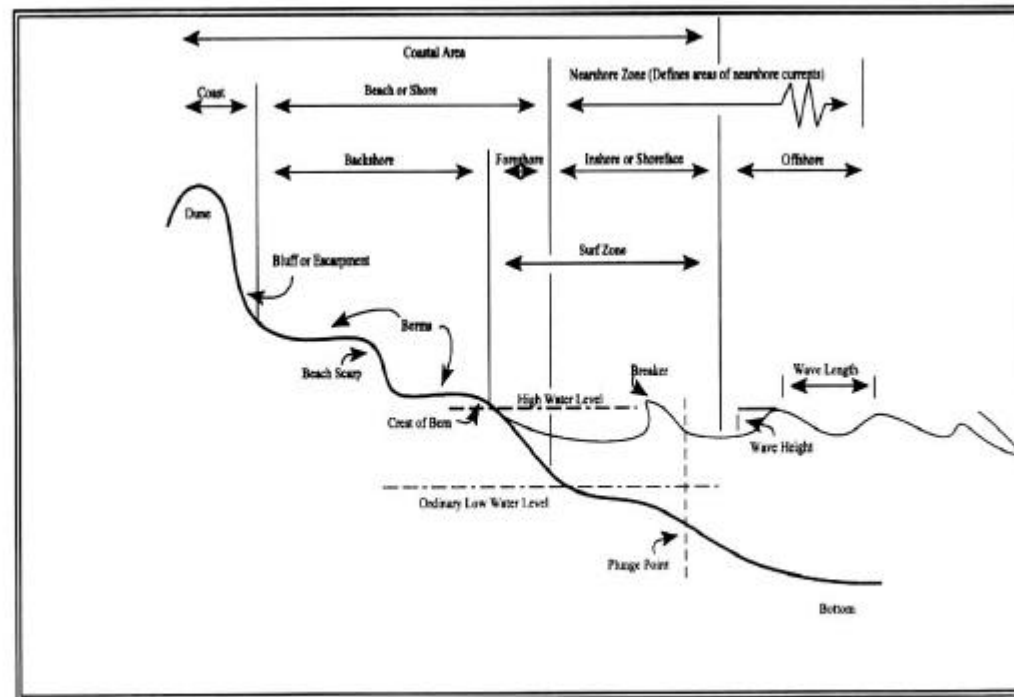 Coastal Area
Nearshore Zone (Defines areas of nearshore currents)
Coast
Beach or Shore
Backshore
Foreshore
Inshore or Shoreface
Offshore
Dune
Surf Zone
Bluff or Escarpment
Berms
Beach Scarp
Breaker
Wave Length
High Water Level
Crest of Berm
Wave Height
Ordinary Low Water Level
Plunge Point
Bottom